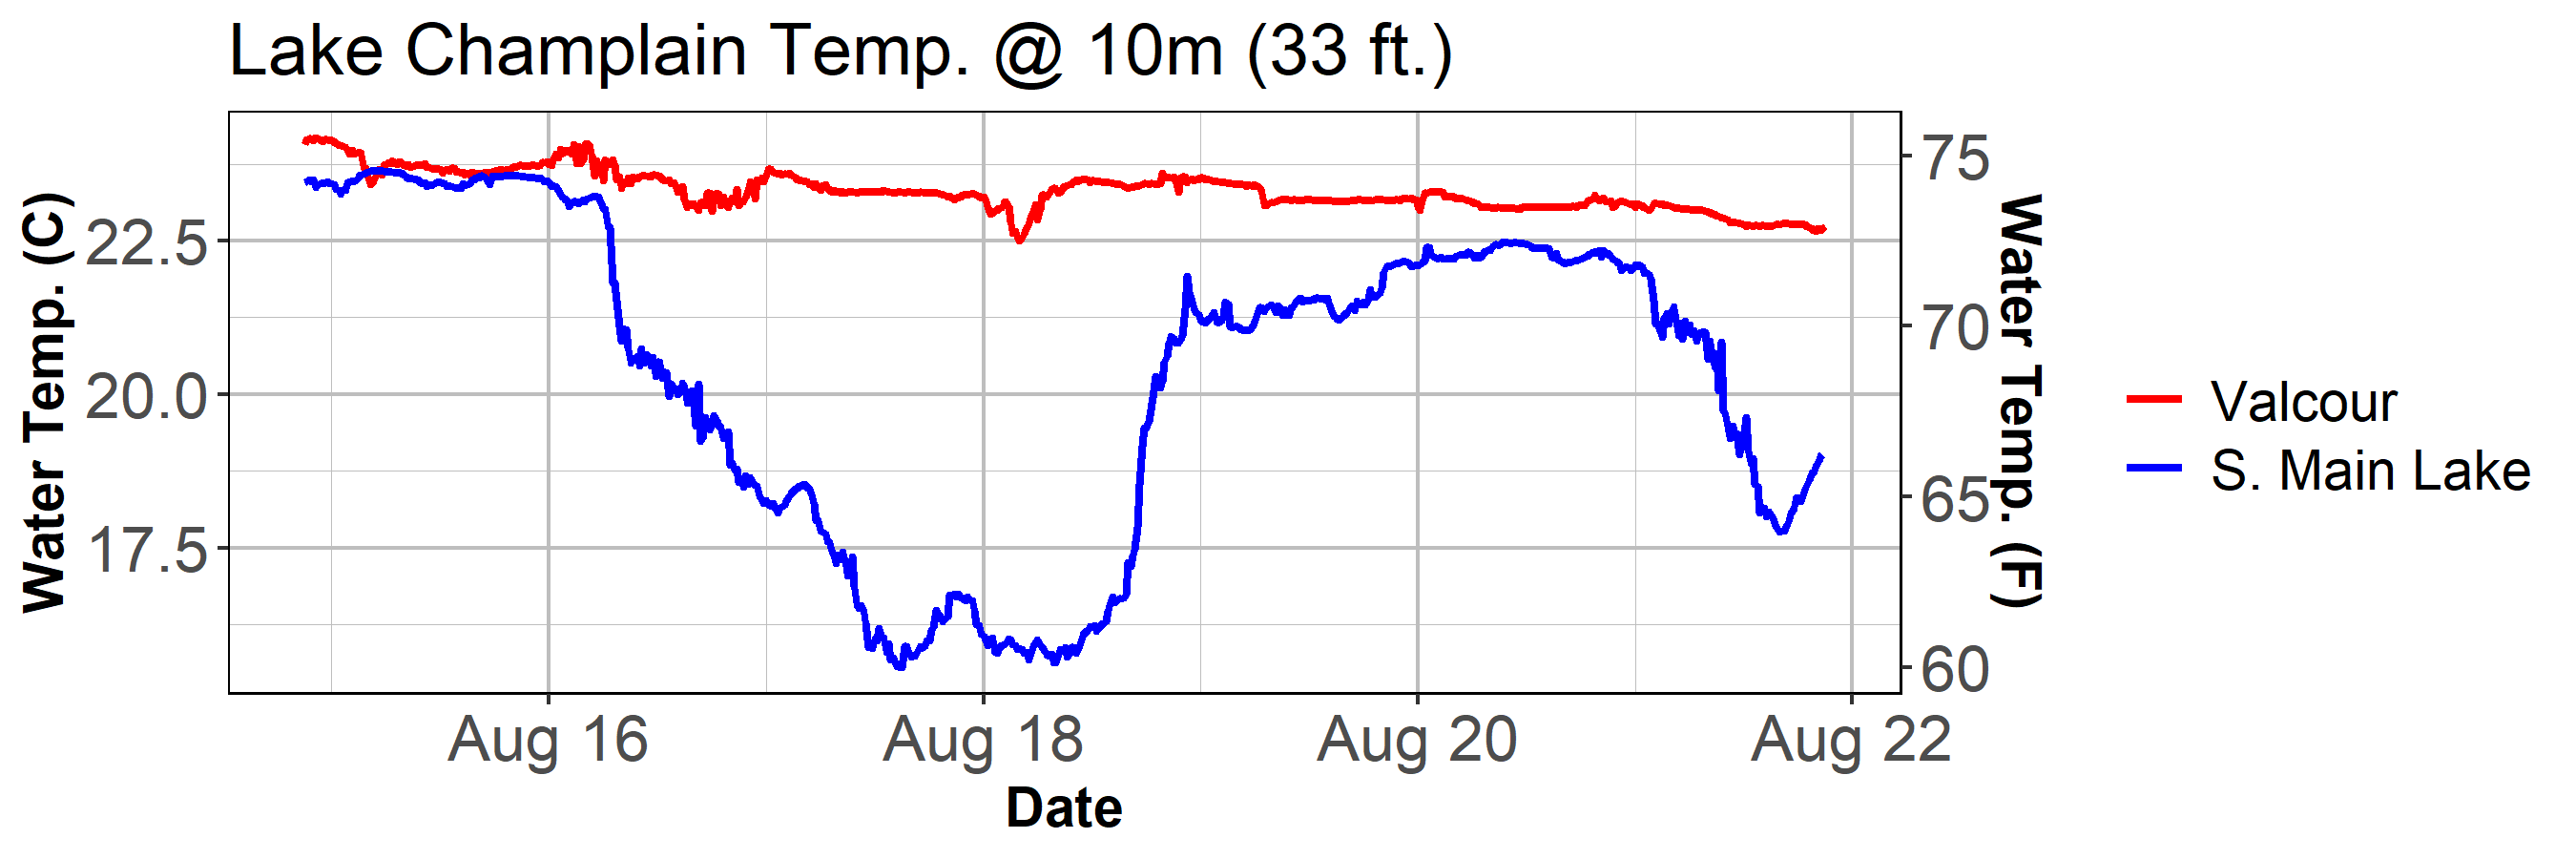 Lake Champlain Temp. @ 10m (33 ft.)
Water Temp. (C)
22.5
20.0
17.5
75
70
65
60
Water Temp. (F)
Aug 16
Aug 18
Aug 20
Aug 22
Date
Valcour
S. Main Lake